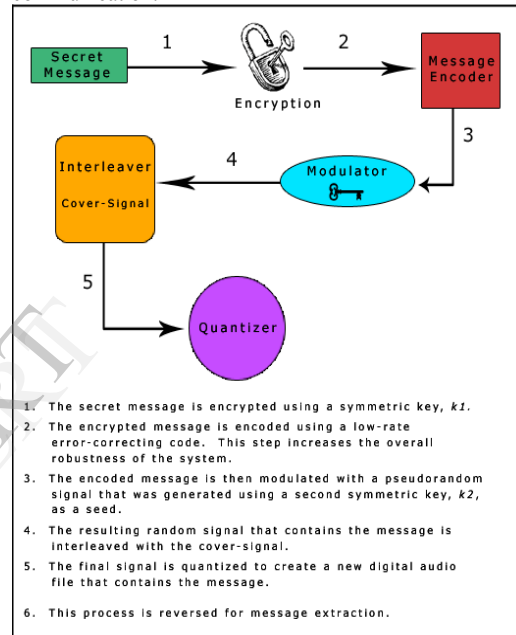 1
2
Secret
Message
Encryption
Message
Encoder
3
4
Interleaver
Cover-Signal
Modulator
5
Quantizer
1. The secret message is encrypted using a symmetric key, k1.
2. The encrypted message is encoded using a low-rate
error-correcting code. This step increases the overall
robustness of the system.
3. The encoded message is then modulated with a pseudorandom
signal that was generated using a second symmetric key, k2,
as a seed.
4. The resulting random signal that contains the message is
interleaved with the cover-signal.
5. The final signal is quantized to create a new digital audio
file that contains the message.
6. This process is reversed for message extraction.